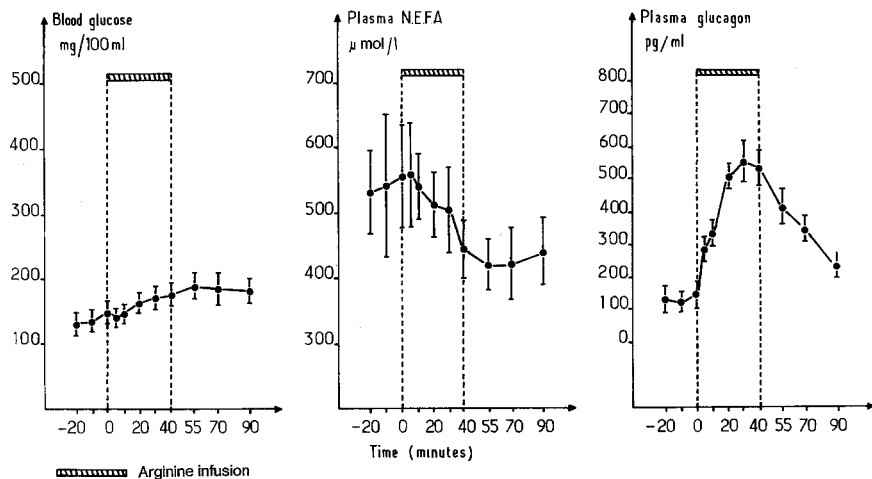 Blood glucose
mg/100ml
500
400
300
200
100
-20 0 20 40 55 70 90
Plasma N.E.F.A
μ mol/l
700
600
500
400
300
-20 0 20 40 55 70 90
Time (minutes)
Plasma glucagon
pg/ml
800
700
600
500
400
300
200
100
0
-20 0 20 40 55 70 90
Arginine infusion